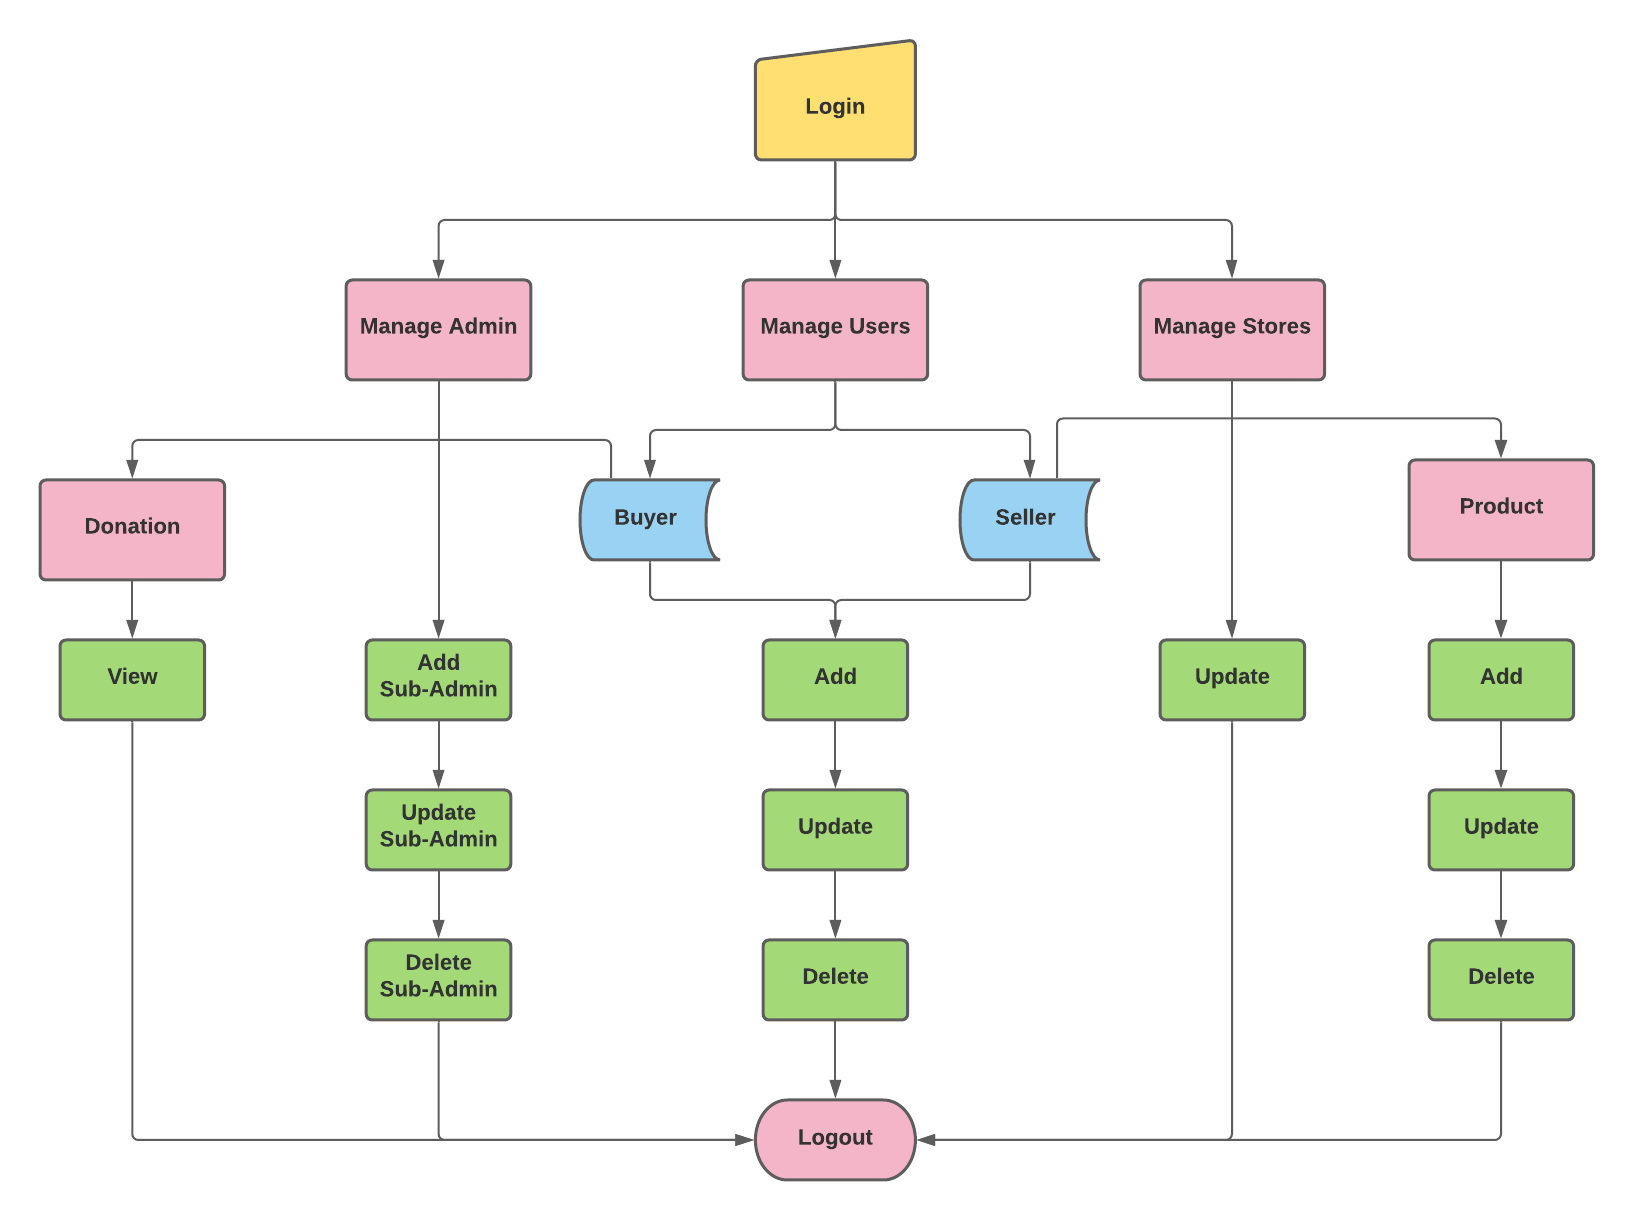 Login
Manage Admin
Manage Users
Manage Stores
Donation
Buyer
Seller
Product
View
Add
Sub-Admin
Add
Update
Add
Update
Sub-Admin
Update
Update
Delete
Sub-Admin
Delete
Delete
Logout